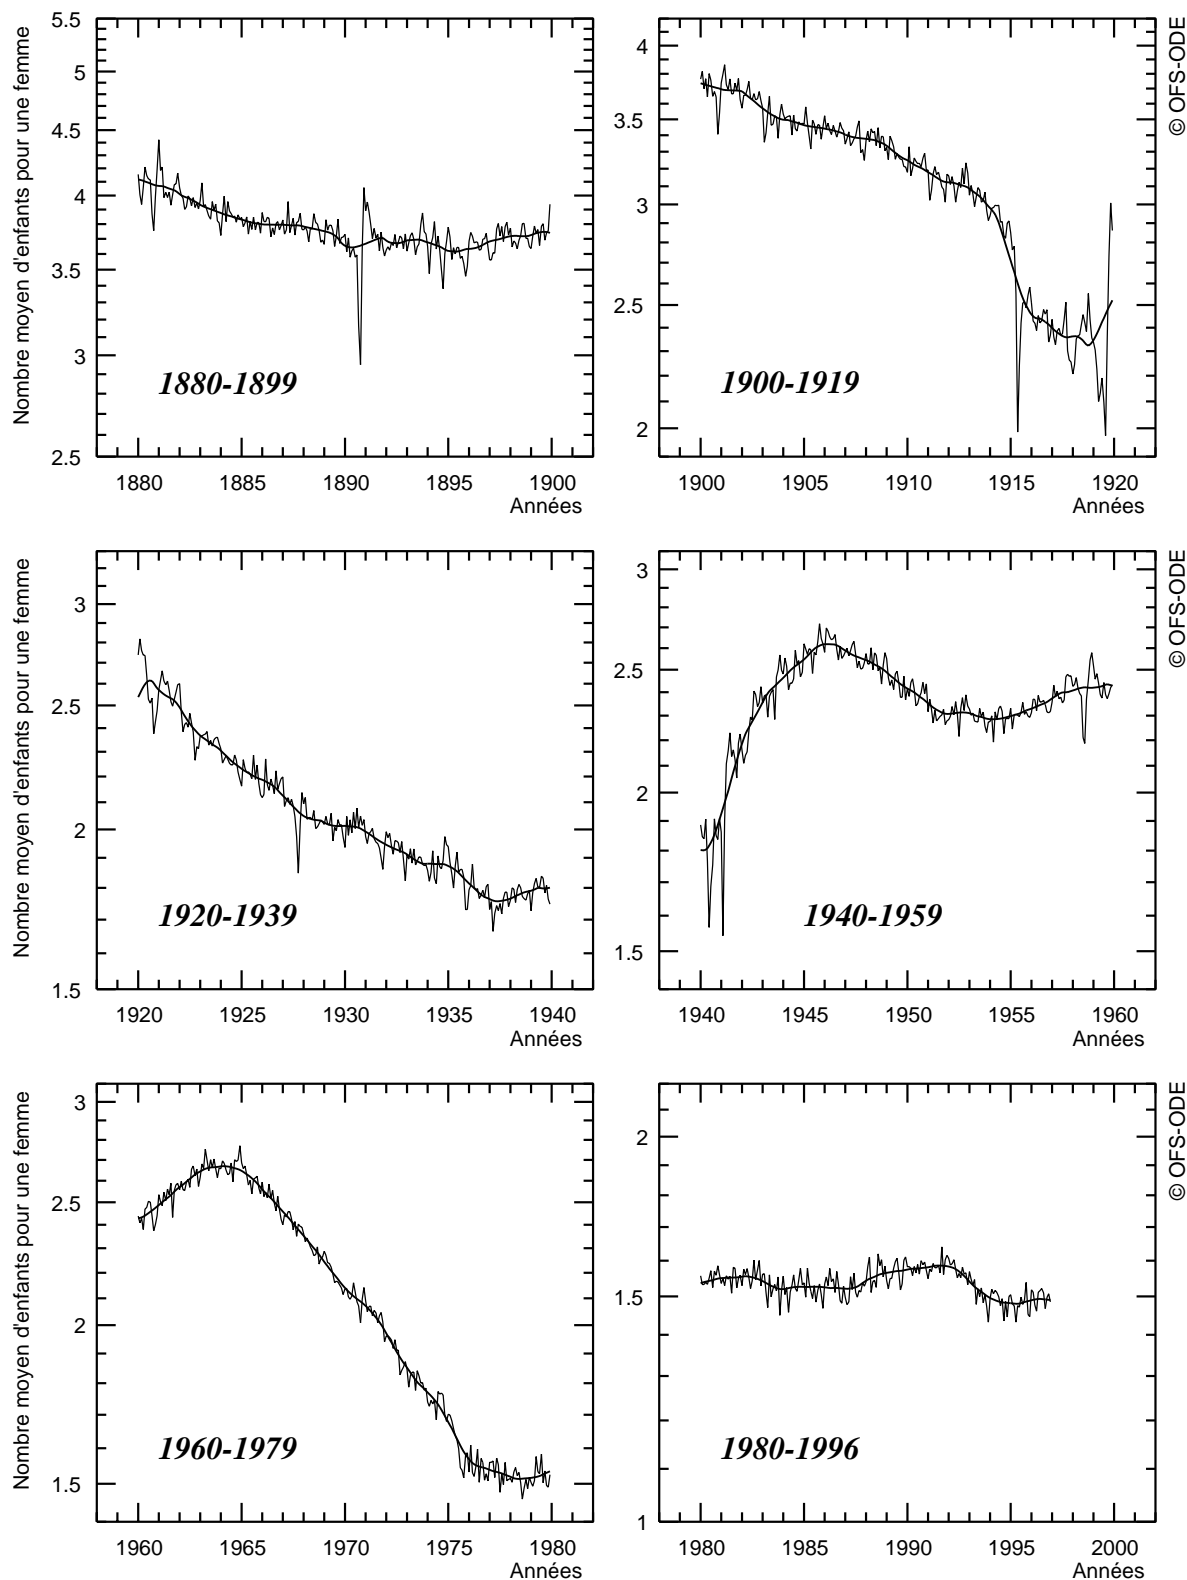 Nombre moyen d'enfants pour une femme
5.5
5
4.5
4
3.5
3
2.5
1880-1899
1880 1885 1890 1895 1900
Années
4
3.5
3
2.5
2
1900-1919
1900 1905 1910 1915 1920
Années
© OFS-ODE
Nombre moyen d'enfants pour une femme
3
2.5
2
1.5
1920-1939
1920 1925 1930 1935 1940
Années
3
2.5
2
1.5
1940-1959
1940 1945 1950 1955 1960
Années
© OFS-ODE
Nombre moyen d'enfants pour une femme
3
2.5
2
1.5
1960-1979
1960 1965 1970 1975 1980
Années
2
1.5
1
1980-1996
1980 1985 1990 1995 2000
Années
© OFS-ODE